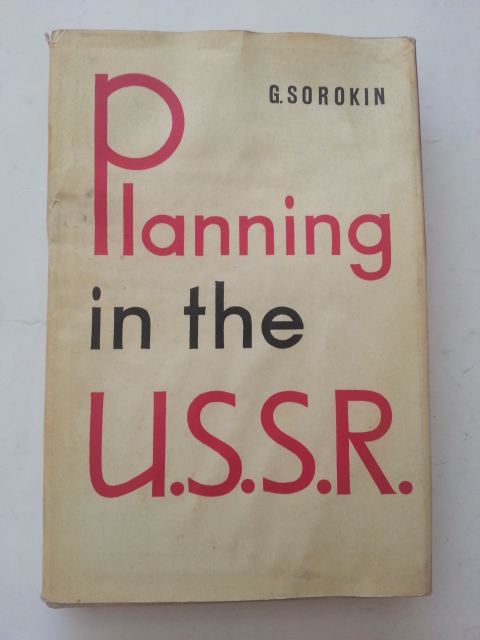 G. SOROKIN
Planning
in the
U.S.S.R.